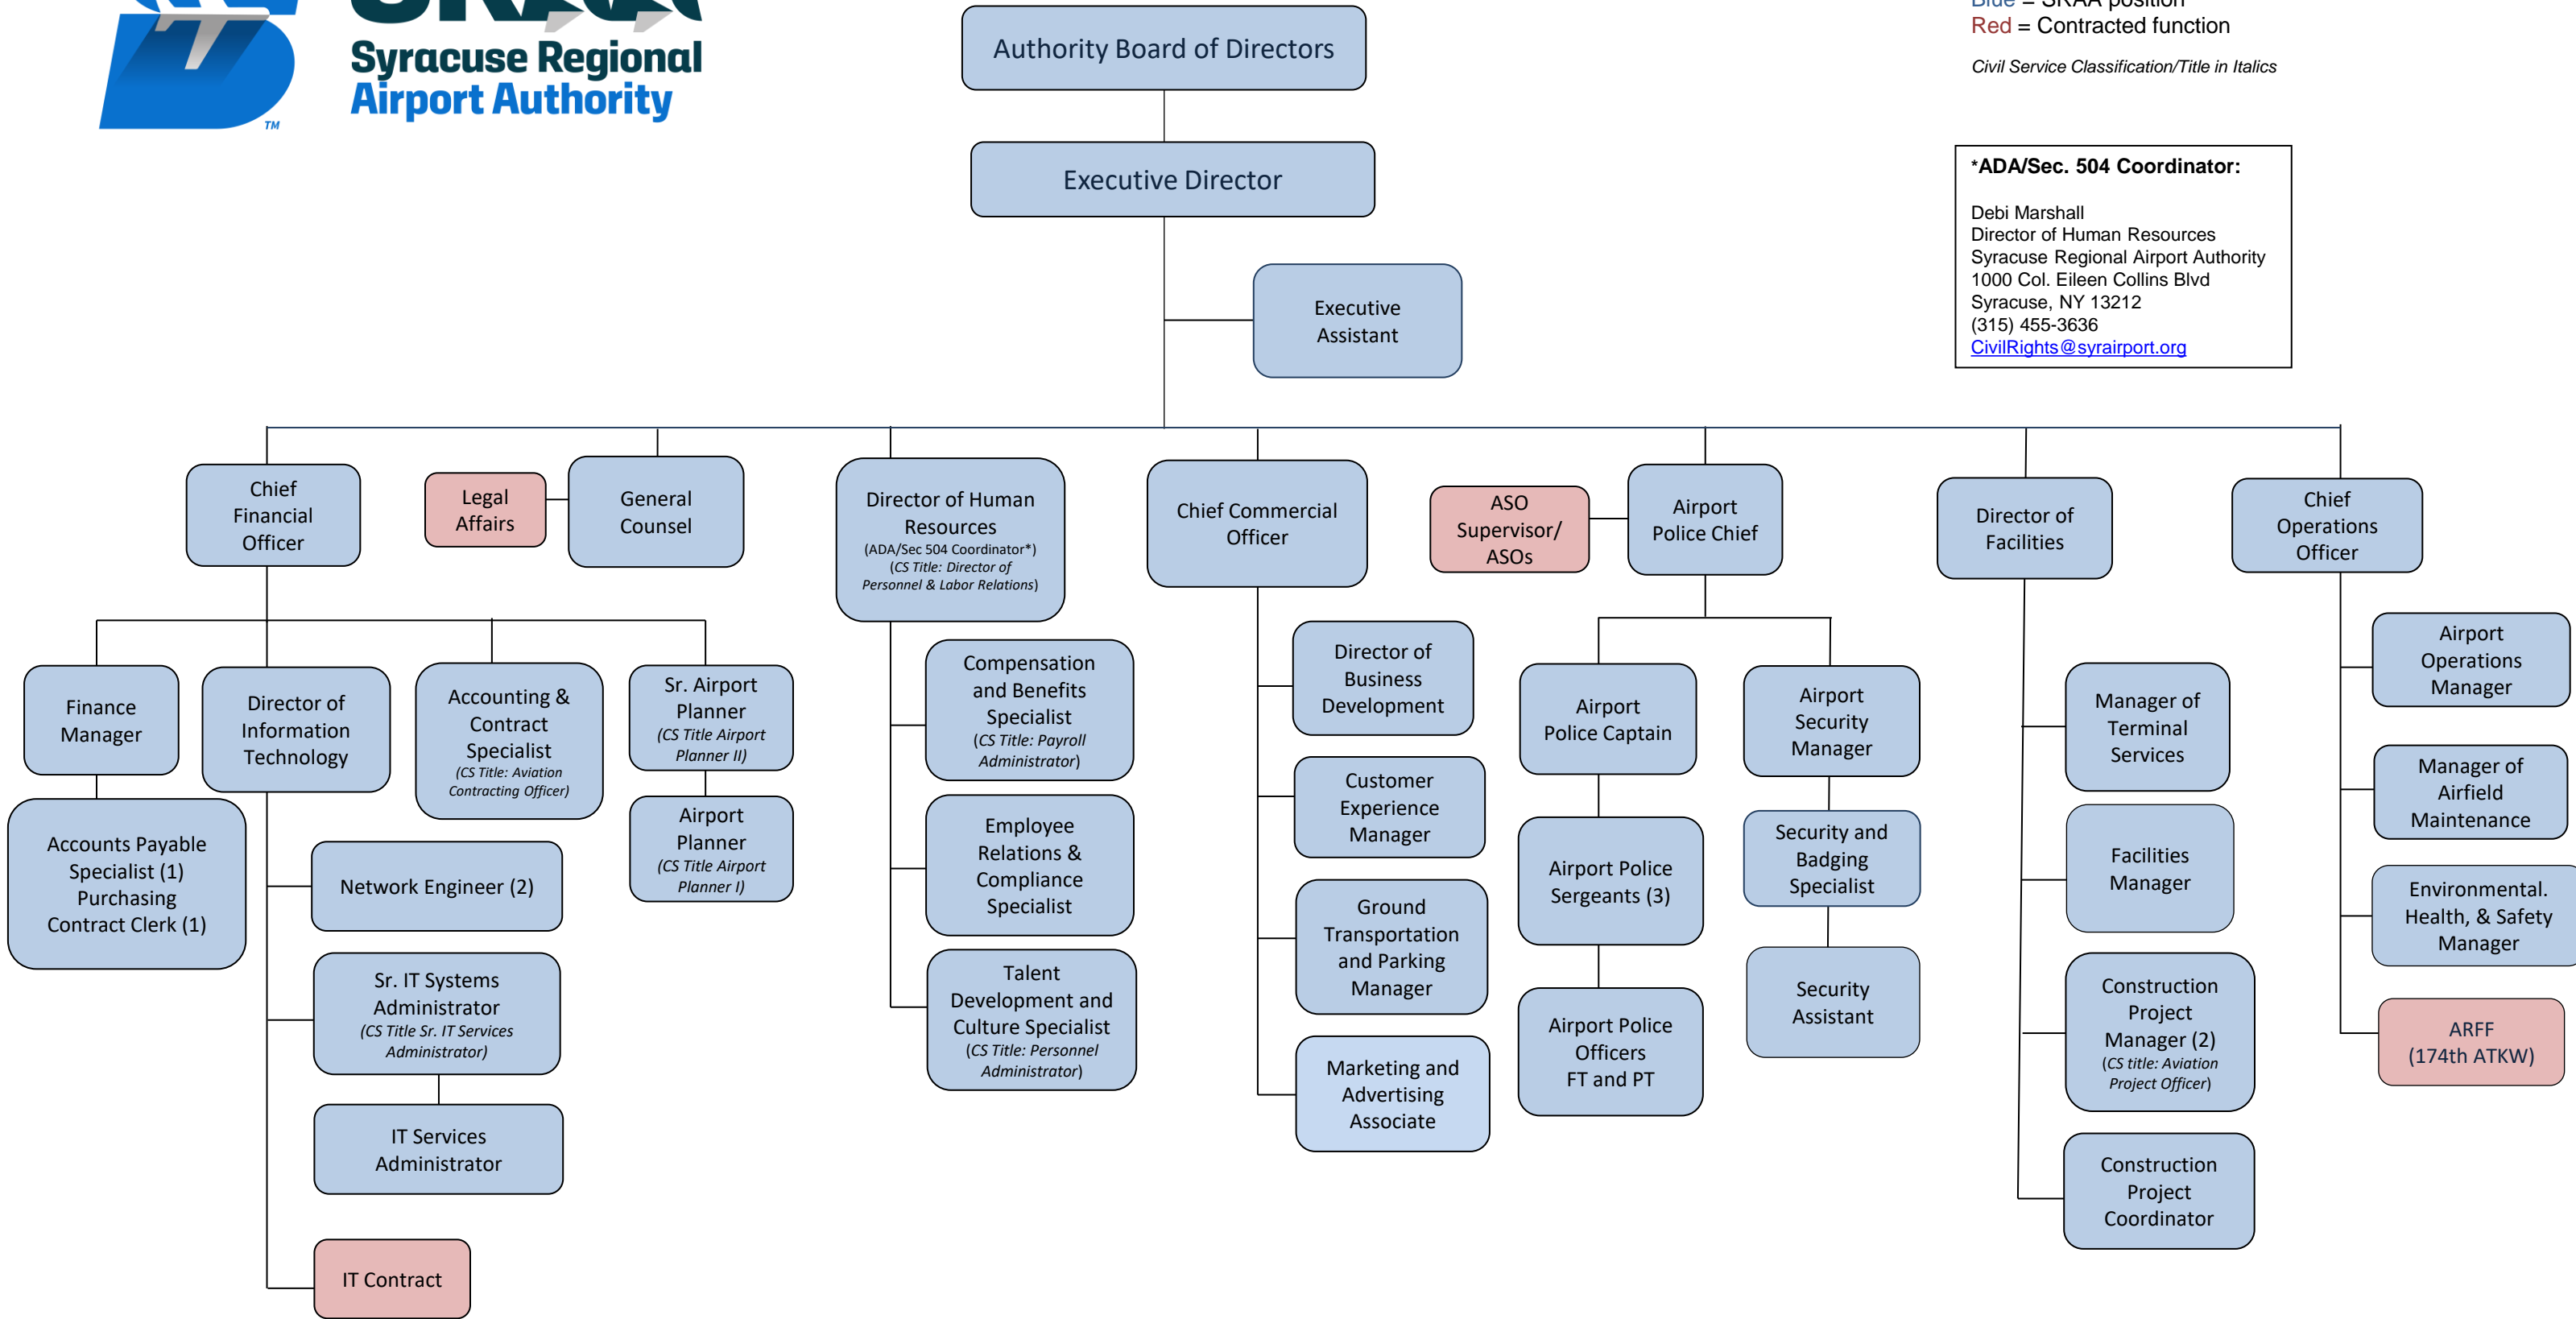 Syracuse Regional
Airport Authority
TM
Blue = SRAA position
Red = Contracted function
Civil Service Classification/Title in Italics
*ADA/Sec. 504 Coordinator:
Debi Marshall
Director of Human Resources
Syracuse Regional Airport Authority
1000 Col. Eileen Collins Blvd
Syracuse, NY 13212
(315) 455-3636
CivilRights@syrairport.org
Authority Board of Directors
Executive Director
Executive
Assistant
Chief
Financial
Officer
Legal
Affairs
General
Counsel
Director of Human
Resources
(ADA/Sec 504 Coordinator*)
(CS Title: Director of
Personnel & Labor Relations)
Chief Commercial
Officer
ASO
Supervisor/
ASOs
Airport
Police Chief
Director of
Facilities
Chief
Operations
Officer
Finance
Manager
Accounts Payable
Specialist (1)
Purchasing
Contract Clerk (1)
Director of
Information
Technology
Network Engineer (2)
Sr. IT Systems
Administrator
(CS Title Sr. IT Services
Administrator)
IT Services
Administrator
IT Contract
Accounting &
Contract
Specialist
(CS Title: Aviation
Contracting Officer)
Sr. Airport
Planner
(CS Title Airport
Planner II)
Airport
Planner
(CS Title Airport
Planner I)
Compensation
and Benefits
Specialist
(CS Title: Payroll
Administrator)
Employee
Relations &
Compliance
Specialist
Talent
Development and
Culture Specialist
(CS Title: Personnel
Administrator)
Director of
Business
Development
Customer
Experience
Manager
Ground
Transportation
and Parking
Manager
Marketing and
Advertising
Associate
Airport
Police Captain
Airport Police
Sergeants (3)
Airport Police
Officers
FT and PT
Airport
Security
Manager
Security and
Badging
Specialist
Security
Assistant
Manager of
Terminal
Services
Facilities
Manager
Construction
Project
Manager (2)
(CS title: Aviation
Project Officer)
Construction
Project
Coordinator
Airport
Operations
Manager
Manager of
Airfield
Maintenance
Environmental.
Health, & Safety
Manager
ARFF
(174th ATKW)